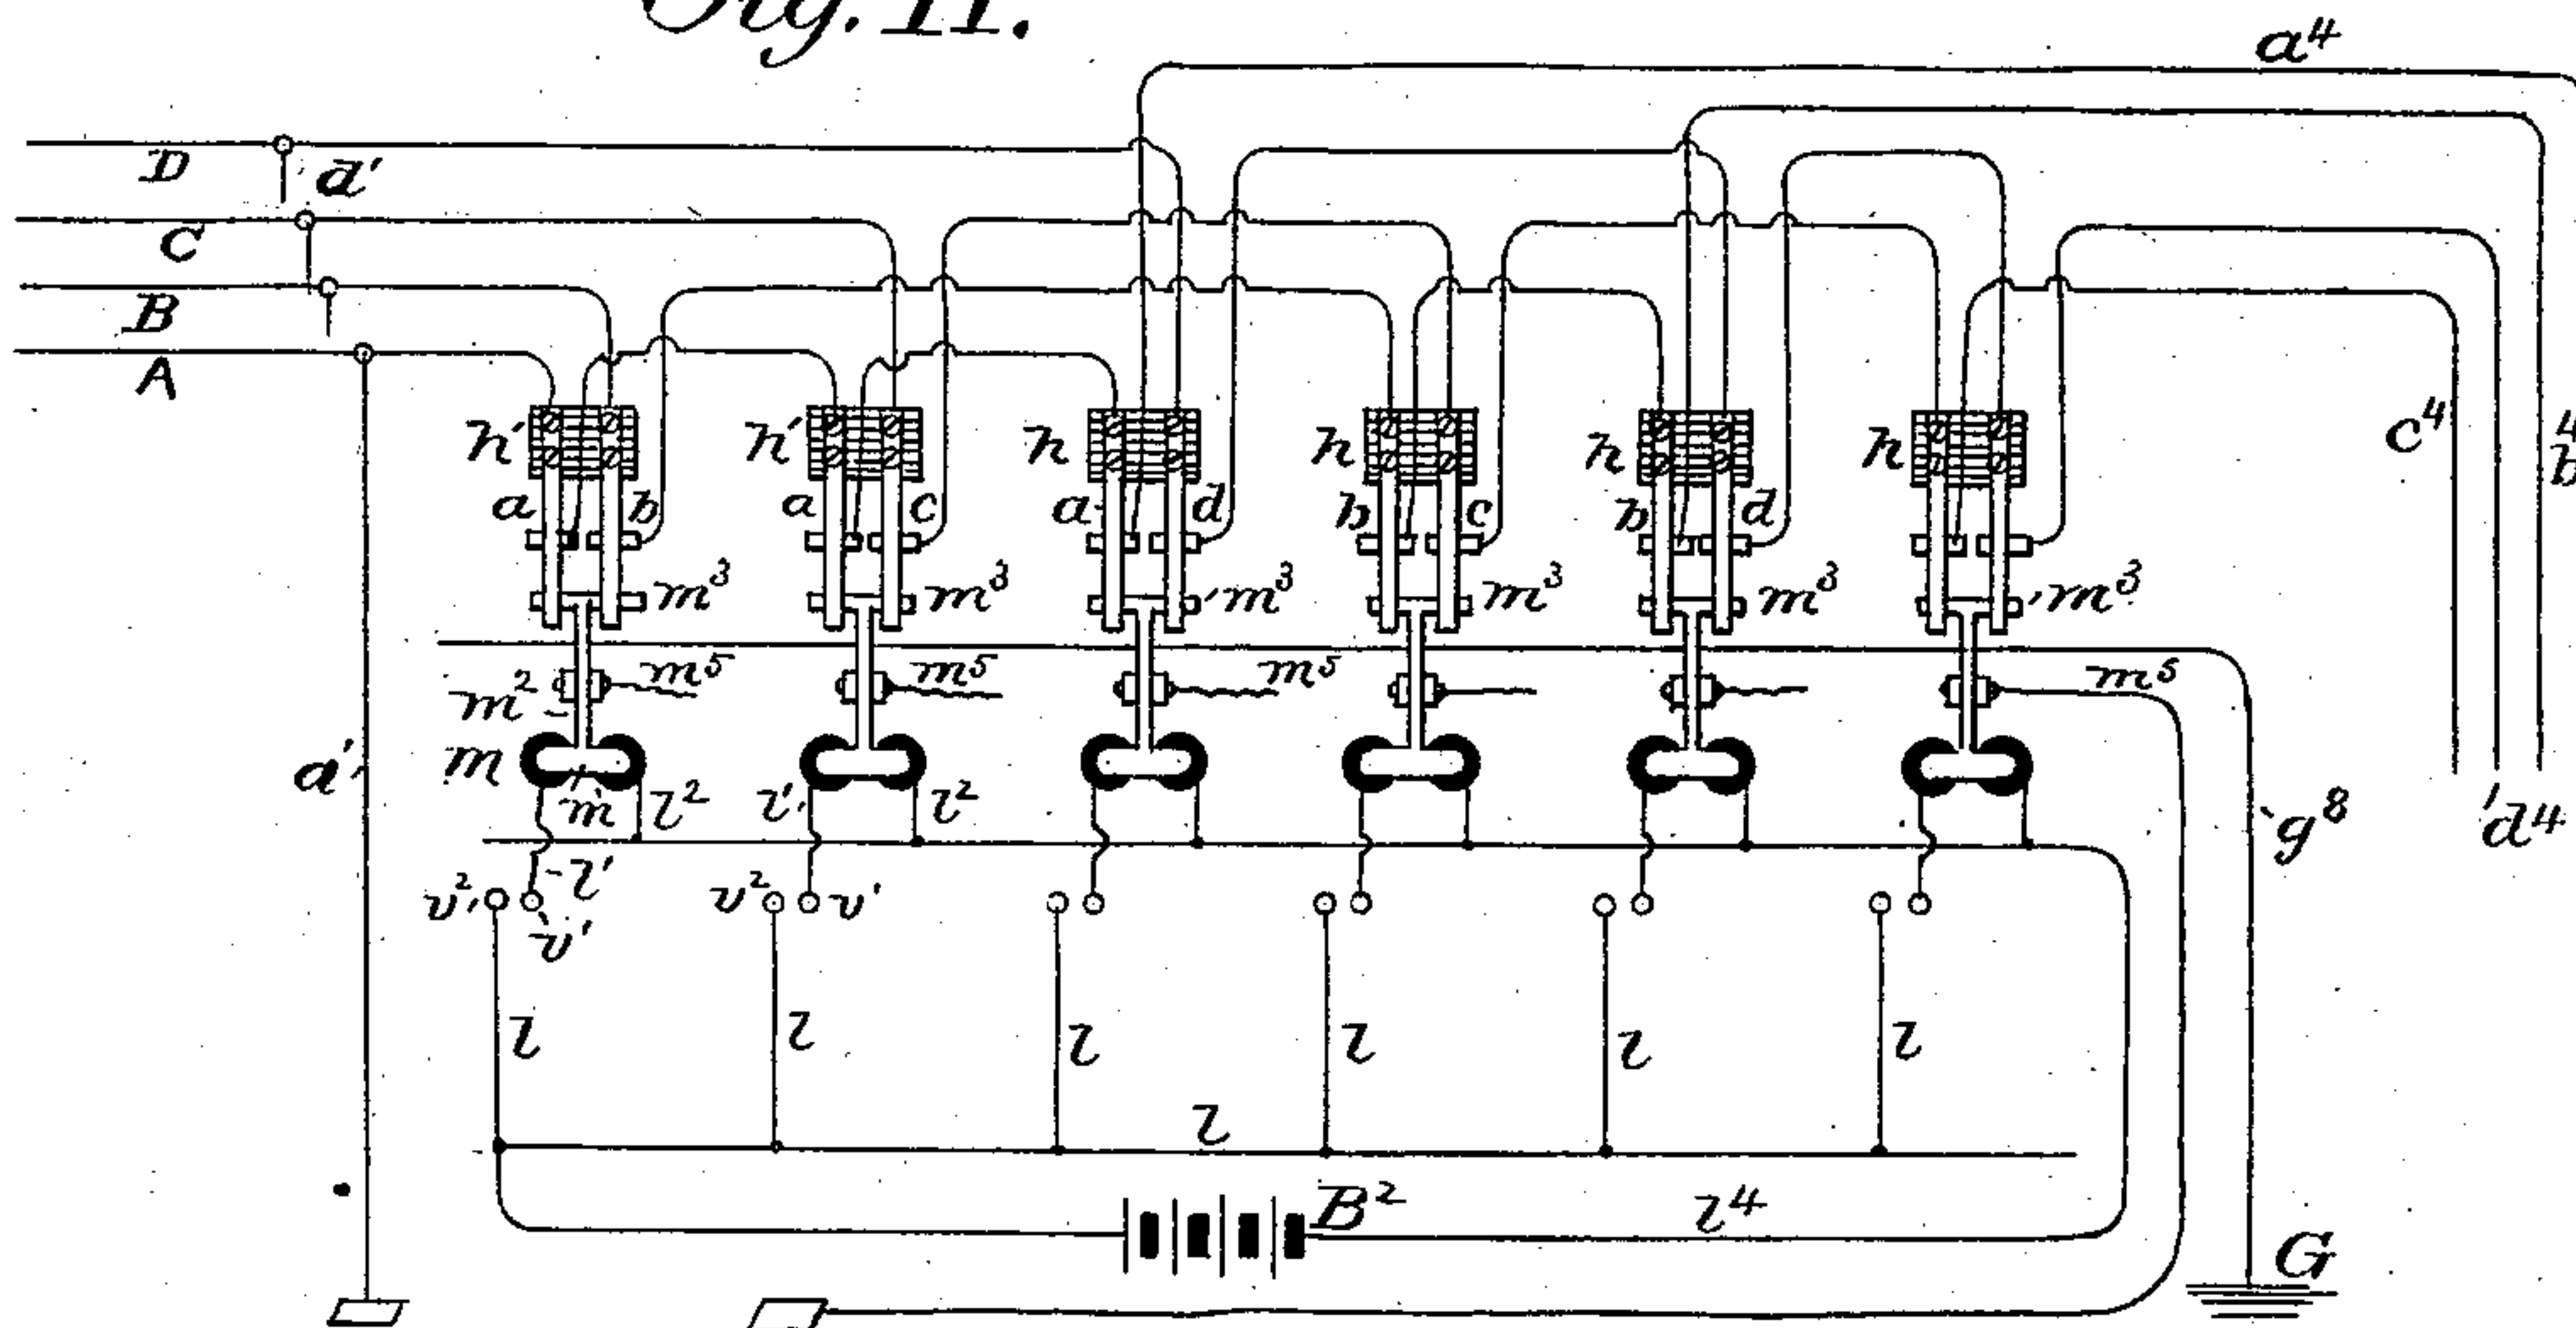 Fig. 11.
a⁴
D d'
C
B
A
h' h' h h h h
c⁴ b⁴
a b a c a d b c b d
m³ m³ m³ m³ m³ m³
m² m⁵ m⁵ m⁵ m⁵
a' m m' l² l' l² g⁸ d⁴
l'
v² v' v² v'
l l l l l l
l
B² l⁴
G